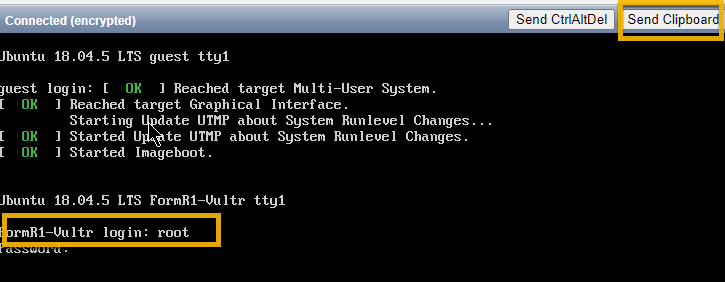 Connected (encrypted) Send CtrlAltDel Send Clipboard
Ubuntu 18.04.5 LTS guest tty1
guest login: [  OK  ] Reached target Multi-User System.
[  OK  ] Reached target Graphical Interface.
Starting Update UTMP about System Runlevel Changes...
[  OK  ] Started Update UTMP about System Runlevel Changes.
[  OK  ] Started Imageboot.
Ubuntu 18.04.5 LTS FormR1-Vultr tty1
FormR1-Vultr login: root
Password: